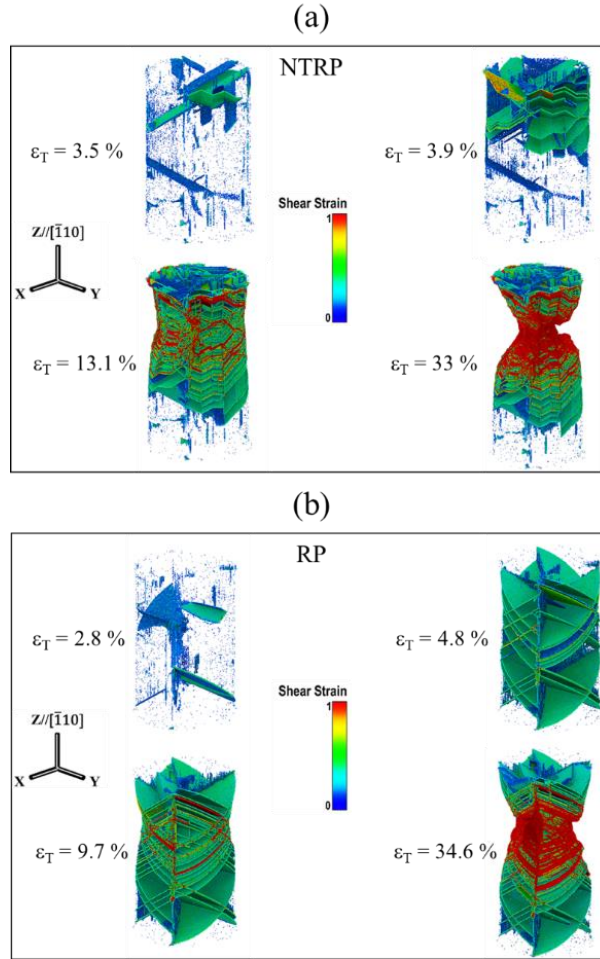 (a)
NTRP
εT = 3.5 %
εT = 3.9 %
Shear Strain
1
0
Z//[1̄10]
X
Y
εT = 13.1 %
εT = 33 %
(b)
RP
εT = 2.8 %
εT = 4.8 %
Shear Strain
1
0
Z//[1̄10]
X
Y
εT = 9.7 %
εT = 34.6 %